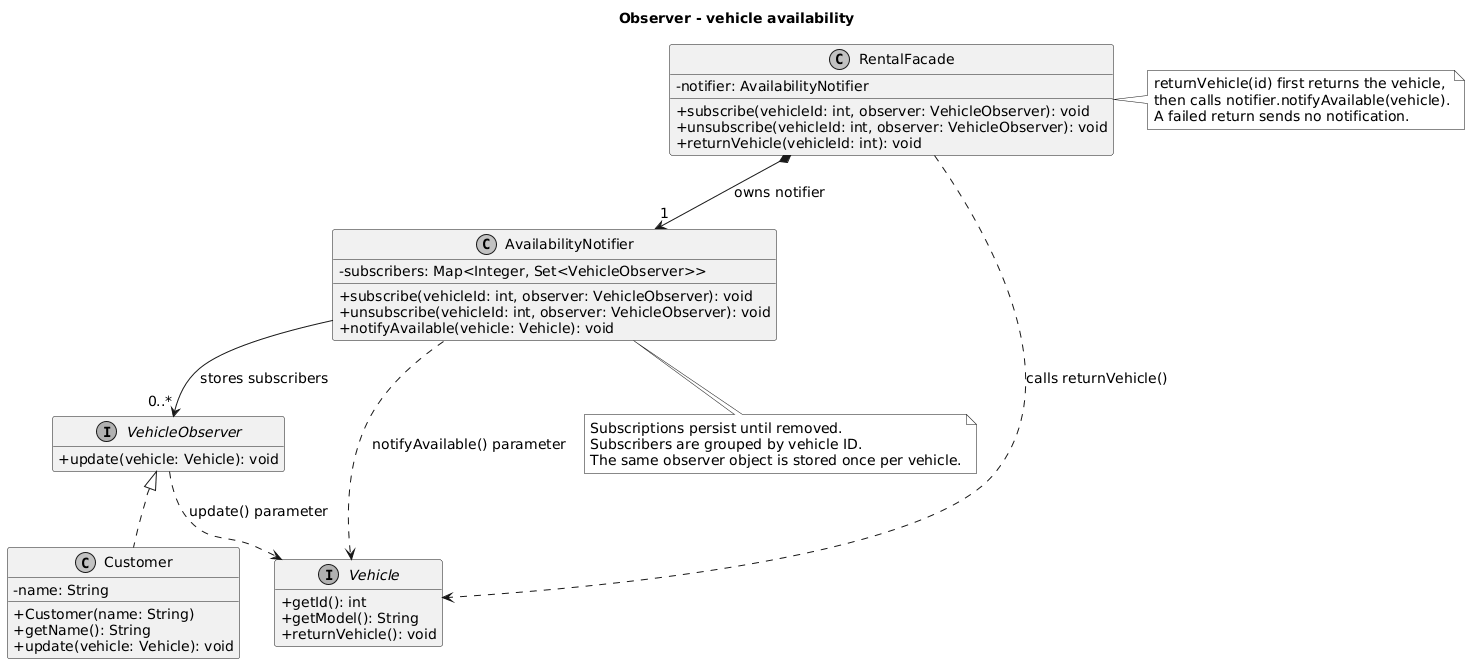 Observer - vehicle availability
C RentalFacade
-notifier: AvailabilityNotifier
+subscribe(vehicleId: int, observer: VehicleObserver): void
+unsubscribe(vehicleId: int, observer: VehicleObserver): void
+returnVehicle(vehicleId: int): void
returnVehicle(id) first returns the vehicle,
then calls notifier.notifyAvailable(vehicle).
A failed return sends no notification.
owns notifier
1
C AvailabilityNotifier
-subscribers: Map<Integer, Set<VehicleObserver>>
+subscribe(vehicleId: int, observer: VehicleObserver): void
+unsubscribe(vehicleId: int, observer: VehicleObserver): void
+notifyAvailable(vehicle: Vehicle): void
stores subscribers
0..*
calls returnVehicle()
I VehicleObserver
+update(vehicle: Vehicle): void
notifyAvailable() parameter
Subscriptions persist until removed.
Subscribers are grouped by vehicle ID.
The same observer object is stored once per vehicle.
update() parameter
C Customer
-name: String
+Customer(name: String)
+getName(): String
+update(vehicle: Vehicle): void
I Vehicle
+getId(): int
+getModel(): String
+returnVehicle(): void